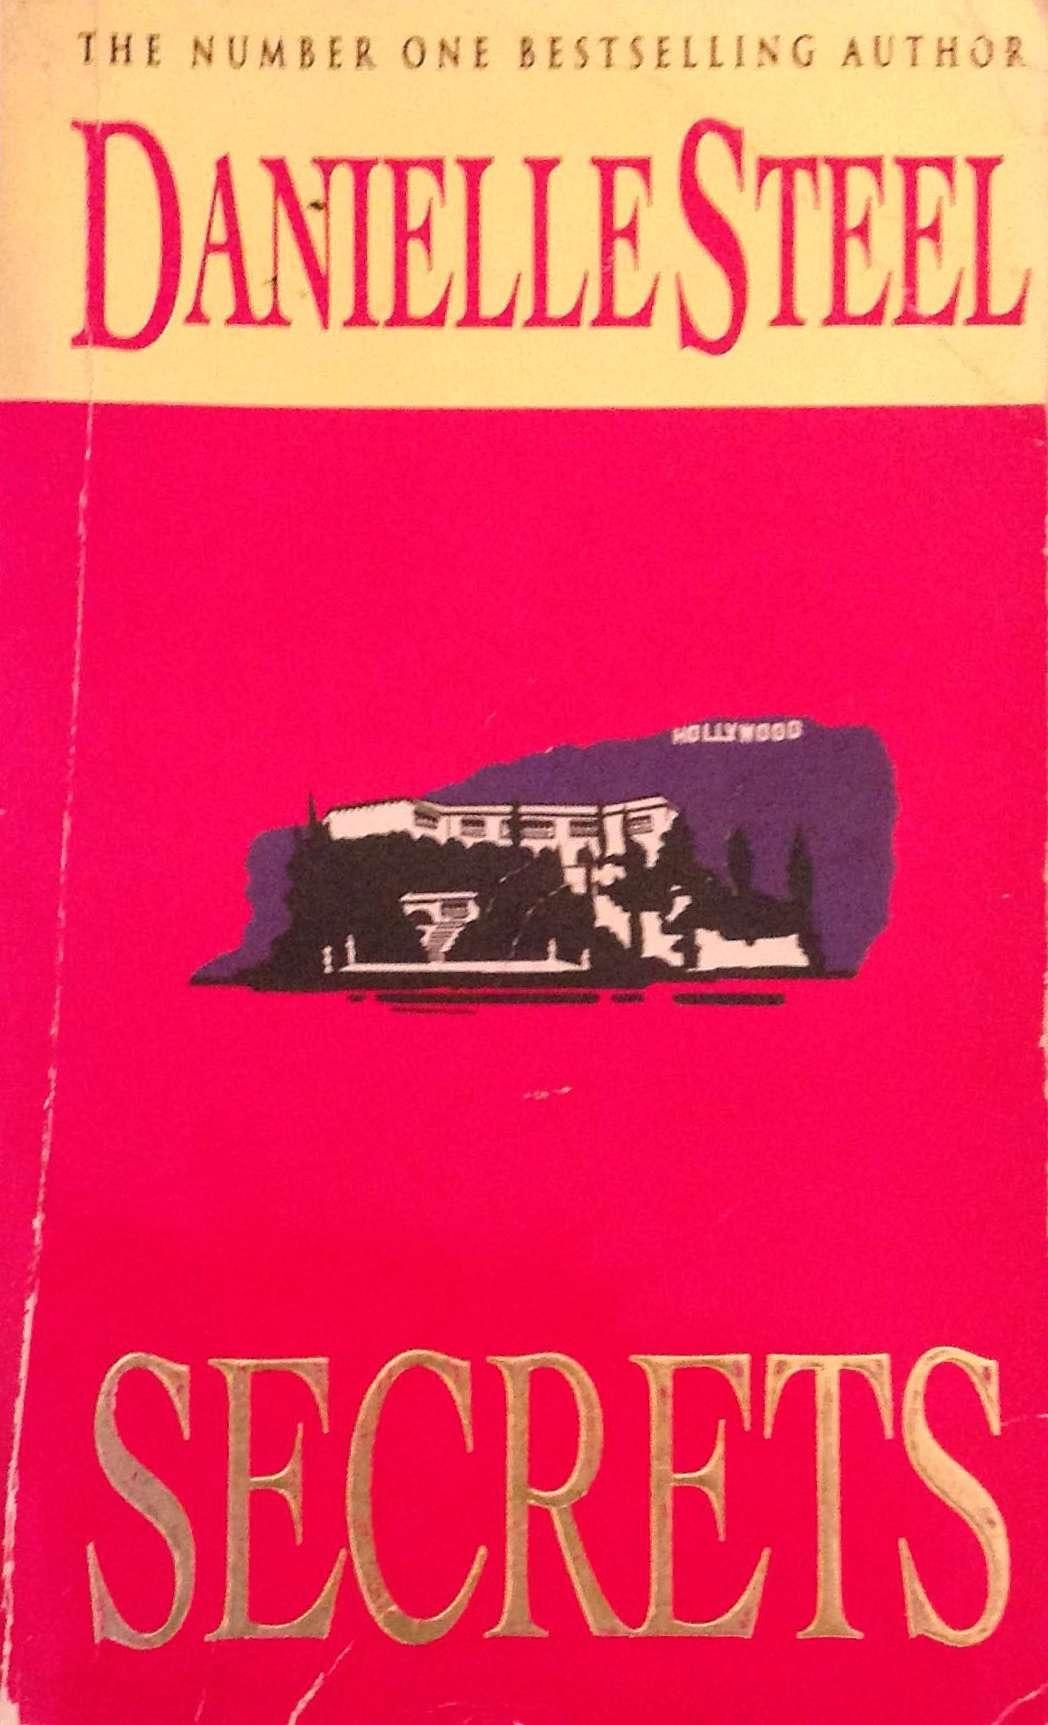 THE NUMBER ONE BESTSELLING AUTHOR
DANIELLE STEEL
HOLLYWOOD
SECRETS